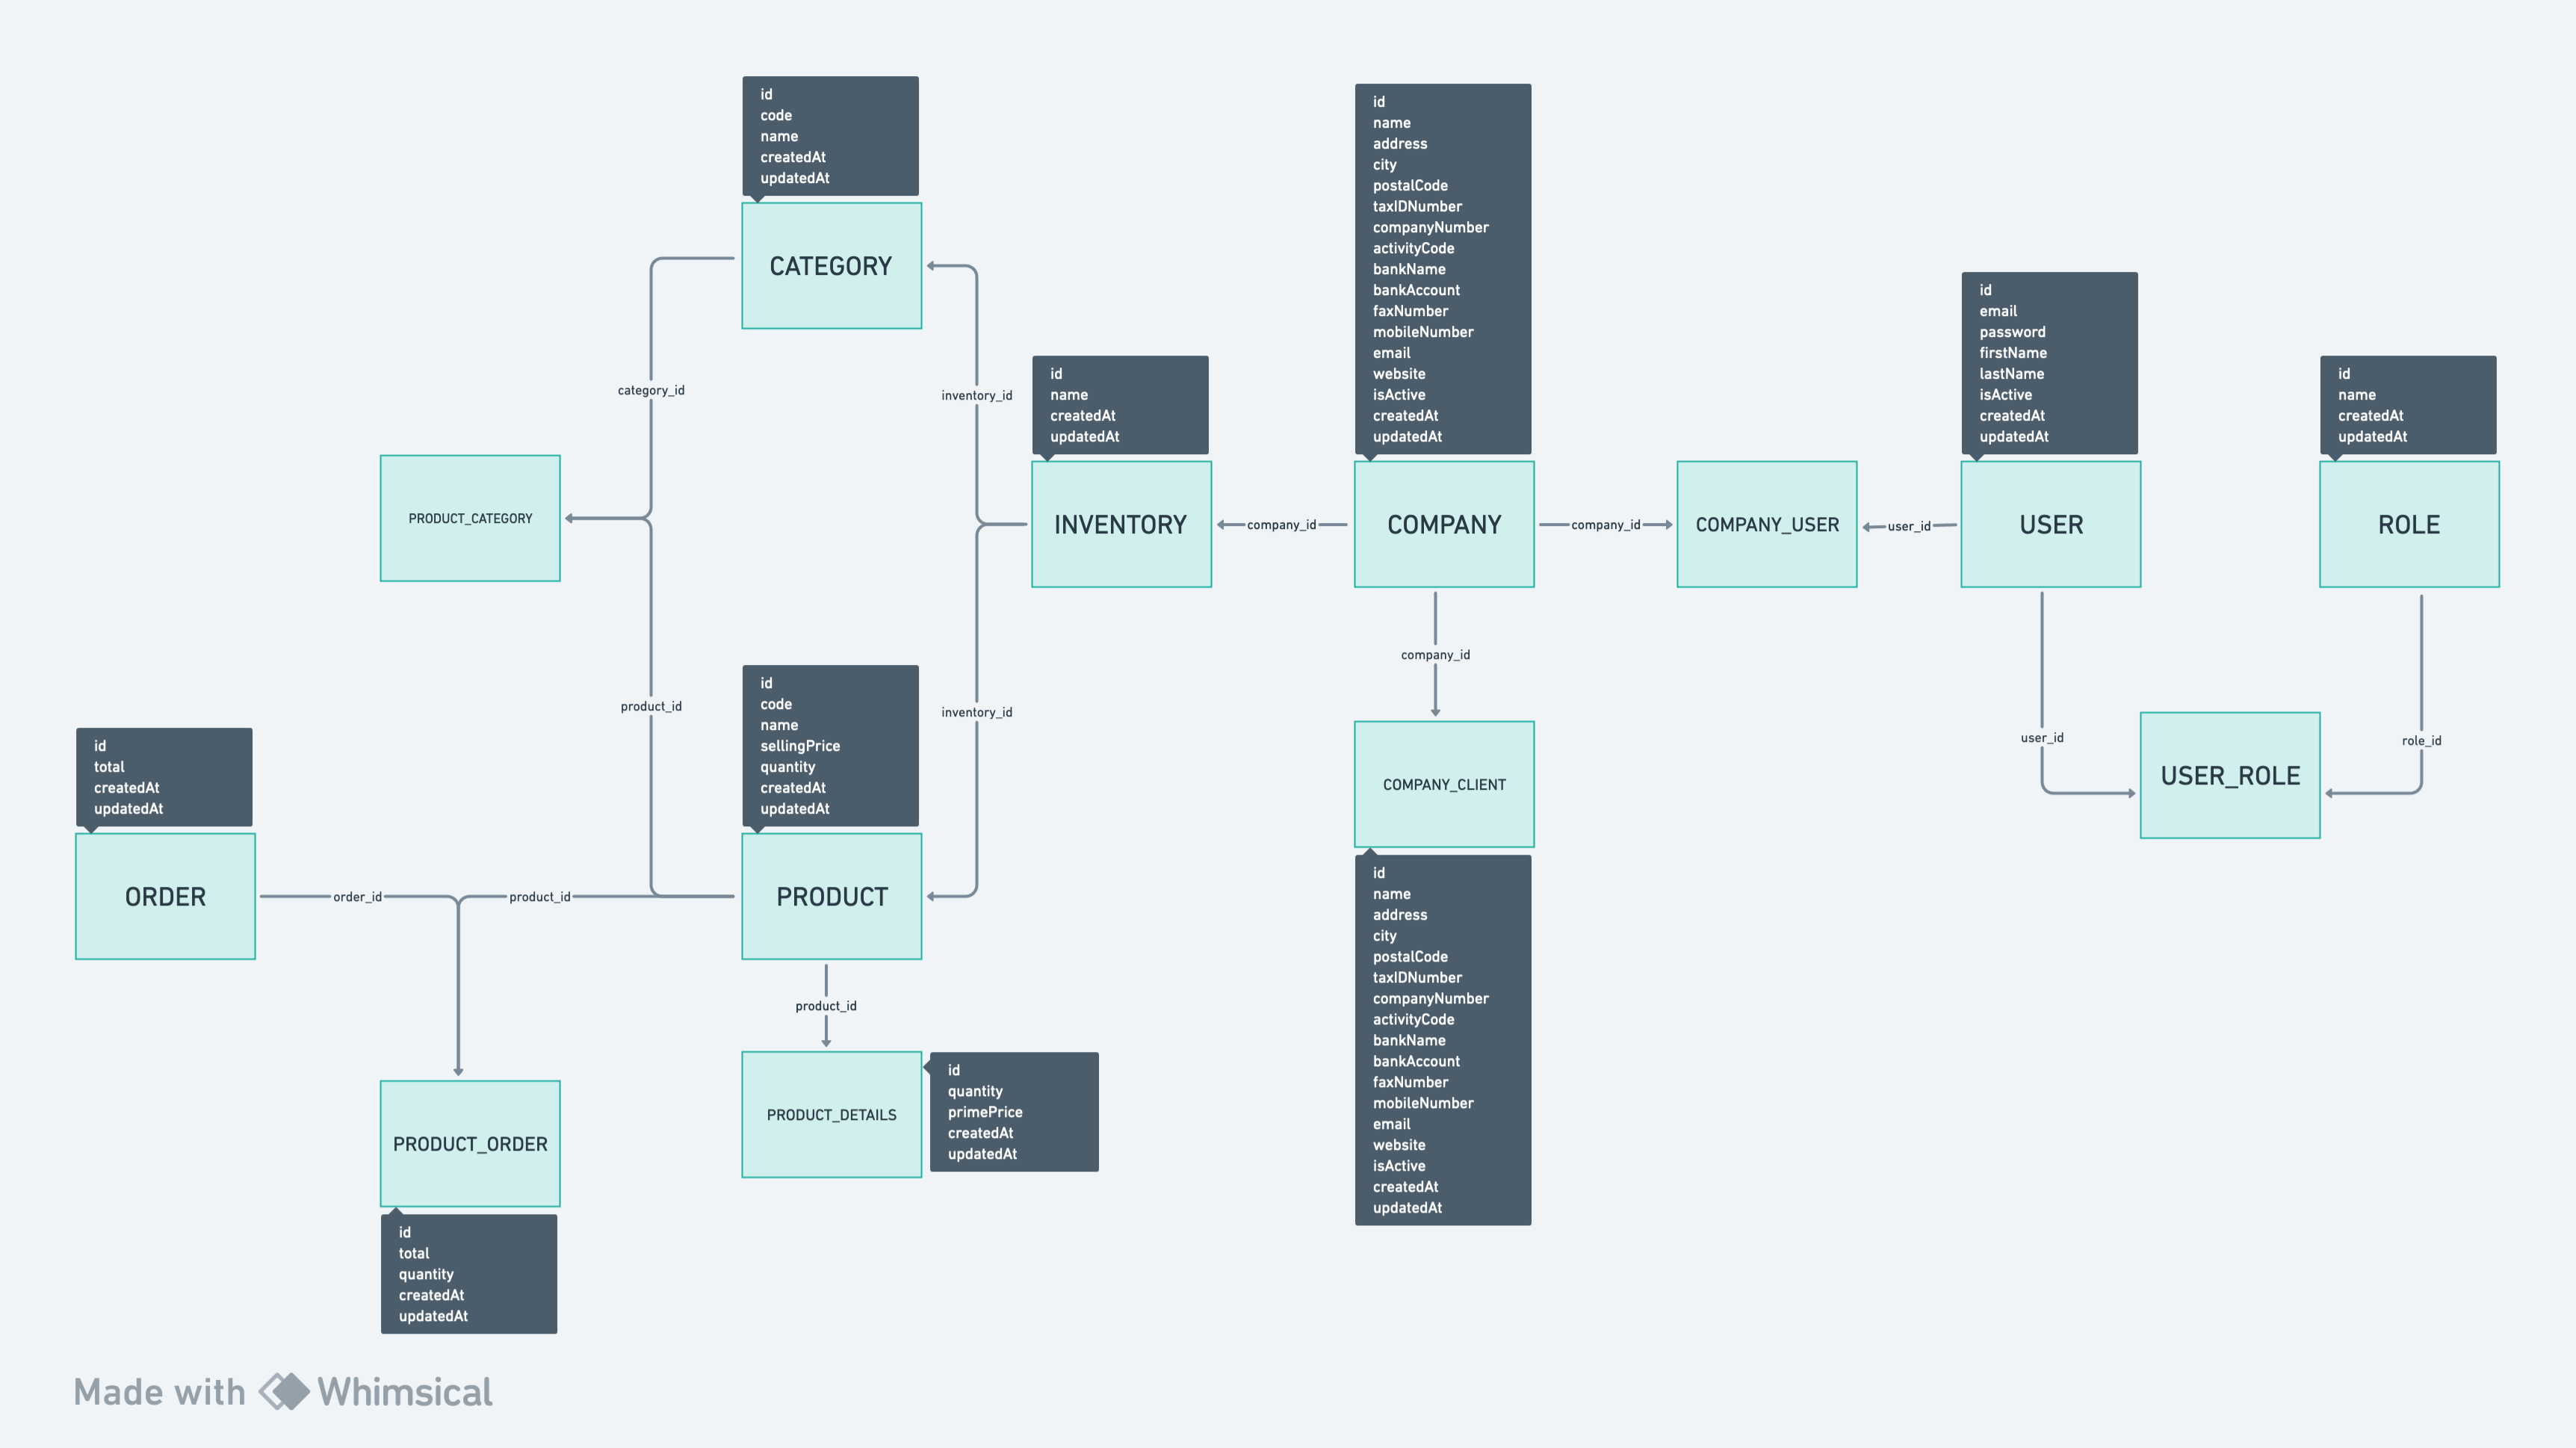 id
code
name
createdAt
updatedAt
CATEGORY
id
name
address
city
postalCode
taxIDNumber
companyNumber
activityCode
bankName
bankAccount
faxNumber
mobileNumber
email
website
isActive
createdAt
updatedAt
id
email
password
firstName
lastName
isActive
createdAt
updatedAt
id
name
createdAt
updatedAt
id
name
createdAt
updatedAt
category_id
inventory_id
PRODUCT_CATEGORY
INVENTORY
company_id
COMPANY
company_id
COMPANY_USER
user_id
USER
ROLE
company_id
product_id
inventory_id
user_id
role_id
USER_ROLE
COMPANY_CLIENT
id
name
address
city
postalCode
taxIDNumber
companyNumber
activityCode
bankName
bankAccount
faxNumber
mobileNumber
email
website
isActive
createdAt
updatedAt
id
code
name
sellingPrice
quantity
createdAt
updatedAt
id
total
createdAt
updatedAt
ORDER
order_id
product_id
PRODUCT
product_id
PRODUCT_DETAILS
id
quantity
primePrice
createdAt
updatedAt
PRODUCT_ORDER
id
total
quantity
createdAt
updatedAt
Made with Whimsical